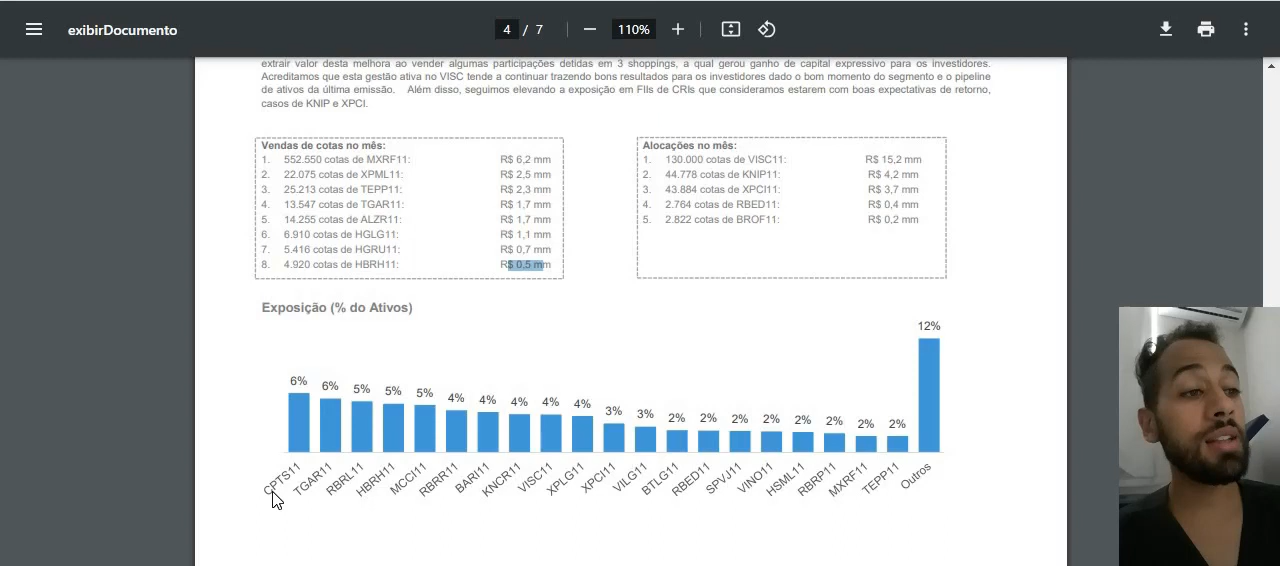 exibirDocumento
4 / 7
110%
extrair valor desta melhora ao vender algumas participações detidas em 3 shoppings, a qual gerou ganho de capital expressivo para os investidores.
Acreditamos que esta gestão ativa no VISC tende a continuar trazendo bons resultados para os investidores dado o bom momento do segmento e o pipeline
de ativos da última emissão. Além disso, seguimos elevando a exposição em FIIs de CRIs que consideramos estarem com boas expectativas de retorno,
casos de KNIP e XPCI.
Vendas de cotas no mês:
1. 552.550 cotas de MXRF11: R$ 6,2 mm
2. 22.075 cotas de XPML11: R$ 2,5 mm
3. 25.213 cotas de TEPP11: R$ 2,3 mm
4. 13.547 cotas de TGAR11: R$ 1,7 mm
5. 14.255 cotas de ALZR11: R$ 1,7 mm
6. 6.910 cotas de HGLG11: R$ 1,1 mm
7. 5.416 cotas de HGRU11: R$ 0,7 mm
8. 4.920 cotas de HBRH11: R$ 0,5 mm
Alocações no mês:
1. 130.000 cotas de VISC11: R$ 15,2 mm
2. 44.778 cotas de KNIP11: R$ 4,2 mm
3. 43.884 cotas de XPCI11: R$ 3,7 mm
4. 2.764 cotas de RBED11: R$ 0,4 mm
5. 2.822 cotas de BROF11: R$ 0,2 mm
Exposição (% do Ativos)
6% 6% 5% 5% 5% 4% 4% 4% 4% 4% 3% 3% 2% 2% 2% 2% 2% 2% 2% 2% 12%
CPTS11 TGAR11 RBRL11 HBRH11 MCCI11 RBRR11 BARI11 KNCR11 VISC11 XPLG11 XPCI11 VILG11 BTLG11 RBED11 SPVJ11 VINO11 HSML11 RBRP11 MXRF11 TEPP11 Outros